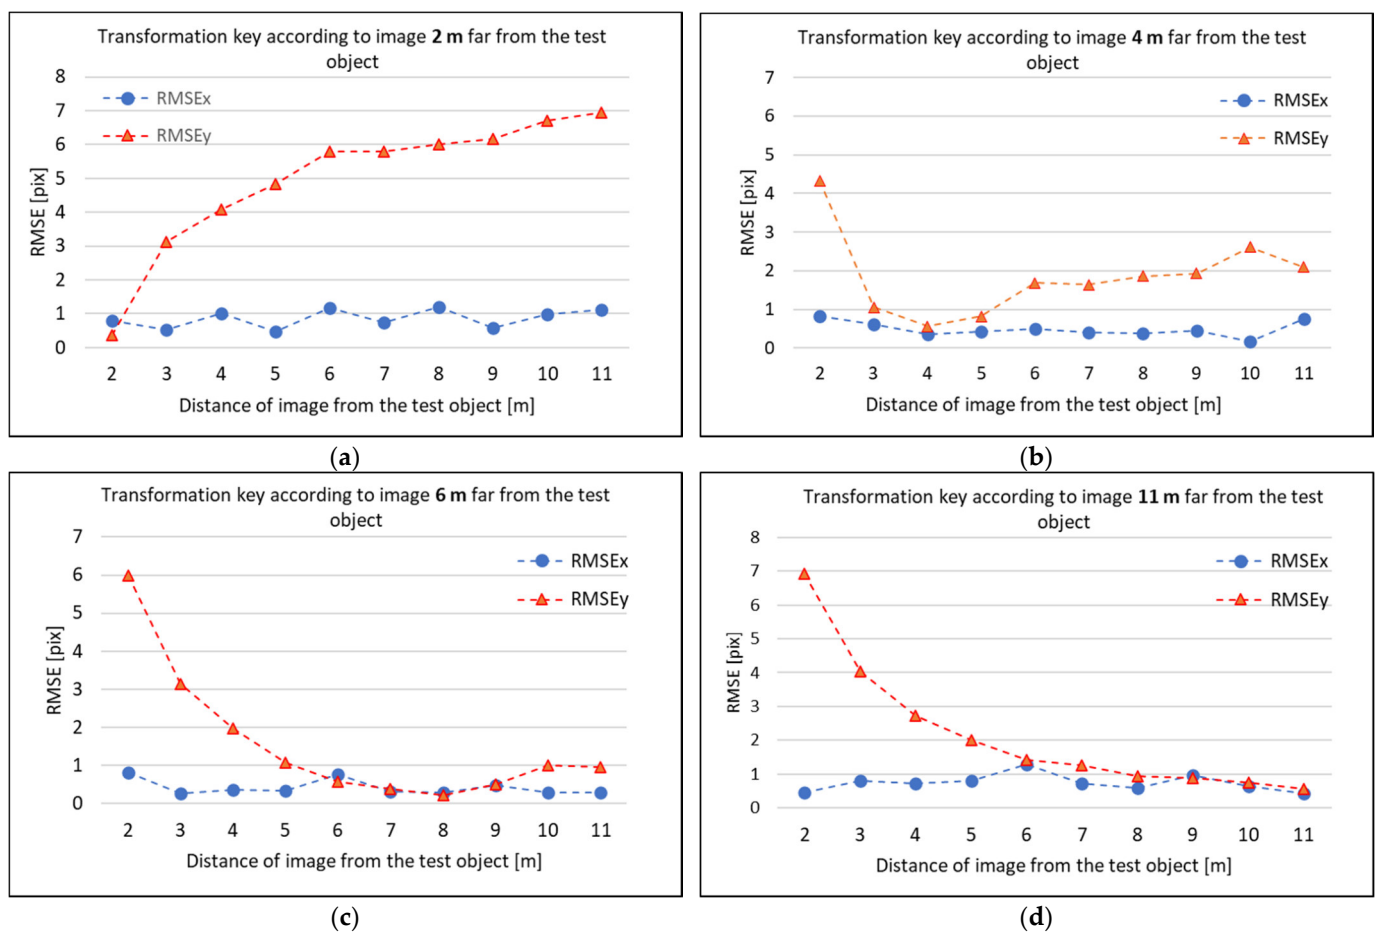 Transformation key according to image 2 m far from the test
object
8
7
6
5
4
3
2
1
0
RMSE [pix]
RMSEx
RMSEy
2 3 4 5 6 7 8 9 10 11
Distance of image from the test object [m]
(a)
Transformation key according to image 4 m far from the test
object
7
6
5
4
3
2
1
0
RMSE [pix]
RMSEx
RMSEy
2 3 4 5 6 7 8 9 10 11
Distance of image from the test object [m]
(b)
Transformation key according to image 6 m far from the test
object
7
6
5
4
3
2
1
0
RMSE [pix]
RMSEx
RMSEy
2 3 4 5 6 7 8 9 10 11
Distance of image from the test object [m]
(c)
Transformation key according to image 11 m far from the test
object
8
7
6
5
4
3
2
1
0
RMSE [pix]
RMSEx
RMSEy
2 3 4 5 6 7 8 9 10 11
Distance of image from the test object [m]
(d)